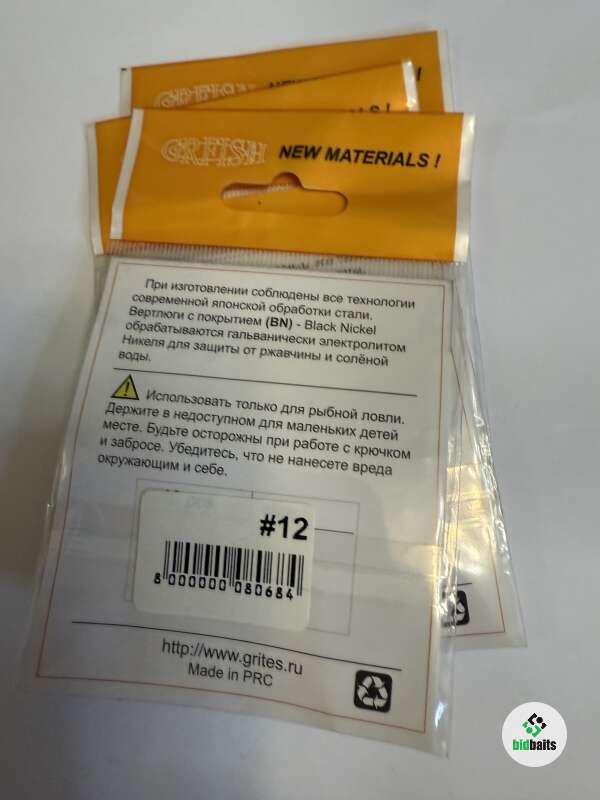 GRFISH NEW MATERIALS !
При изготовлении соблюдены все технологии
современной японской обработки стали.
Вертлюги с покрытием (BN) - Black Nickel
обрабатываются гальванически электролитом
Никеля для защиты от ржавчины и солёной
воды.
Использовать только для рыбной ловли.
Держите в недоступном для маленьких детей
месте. Будьте осторожны при работе с крючком
и забросе. Убедитесь, что не нанесете вреда
окружающим и себе.
#12
8 000000 080684
http://www.grites.ru
Made in PRC
bidbaits